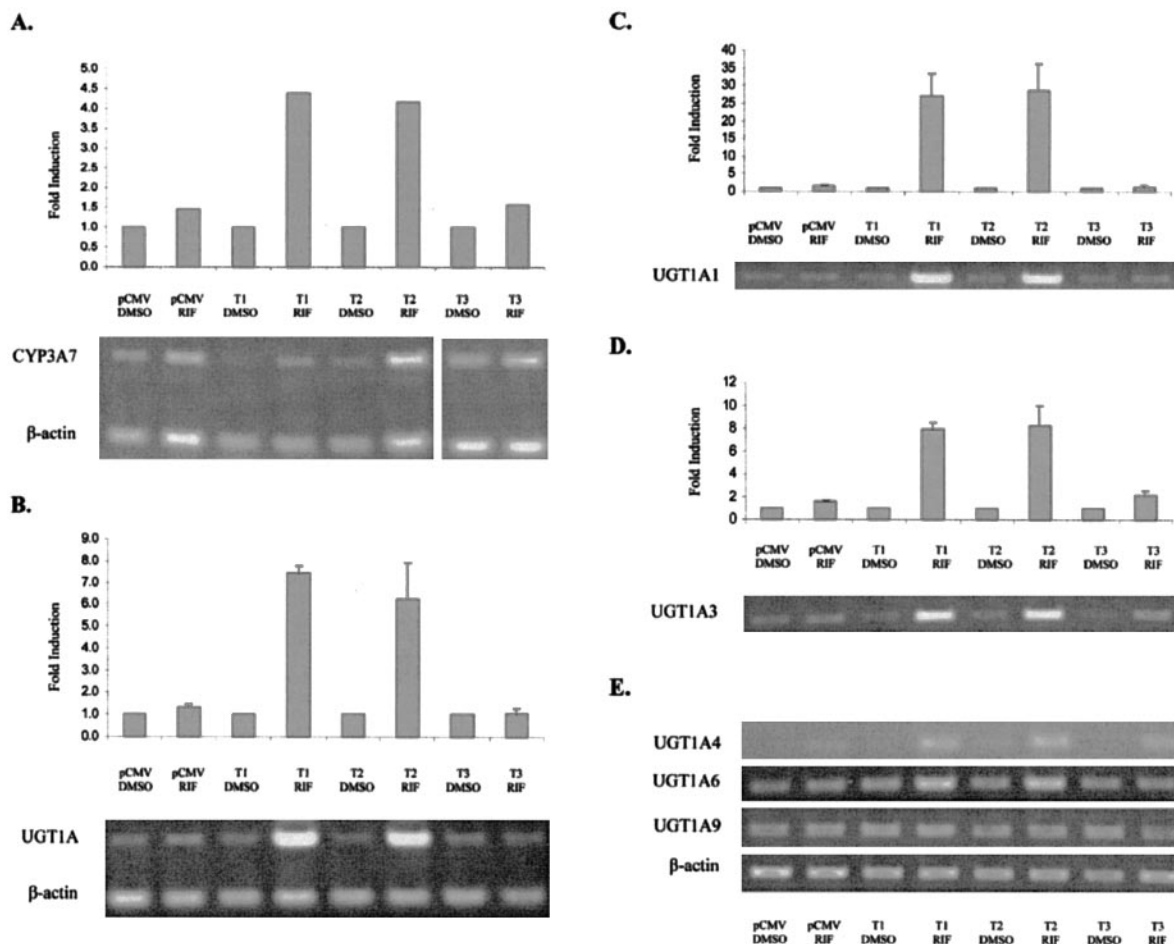 A.
5.0
4.5
4.0
3.5
3.0
2.5
2.0
1.5
1.0
0.5
0.0
Fold Induction
pCMV DMSO
pCMV RIF
T1 DMSO
T1 RIF
T2 DMSO
T2 RIF
T3 DMSO
T3 RIF
CYP3A7
β-actin
B.
9.0
8.0
7.0
6.0
5.0
4.0
3.0
2.0
1.0
0.0
Fold Induction
pCMV DMSO
pCMV RIF
T1 DMSO
T1 RIF
T2 DMSO
T2 RIF
T3 DMSO
T3 RIF
UGT1A
β-actin
C.
40
35
30
25
20
15
10
5
0
Fold Induction
pCMV DMSO
pCMV RIF
T1 DMSO
T1 RIF
T2 DMSO
T2 RIF
T3 DMSO
T3 RIF
UGT1A1
D.
12
10
8
6
4
2
0
Fold Induction
pCMV DMSO
pCMV RIF
T1 DMSO
T1 RIF
T2 DMSO
T2 RIF
T3 DMSO
T3 RIF
UGT1A3
E.
UGT1A4
UGT1A6
UGT1A9
β-actin
pCMV DMSO
pCMV RIF
T1 DMSO
T1 RIF
T2 DMSO
T2 RIF
T3 DMSO
T3 RIF